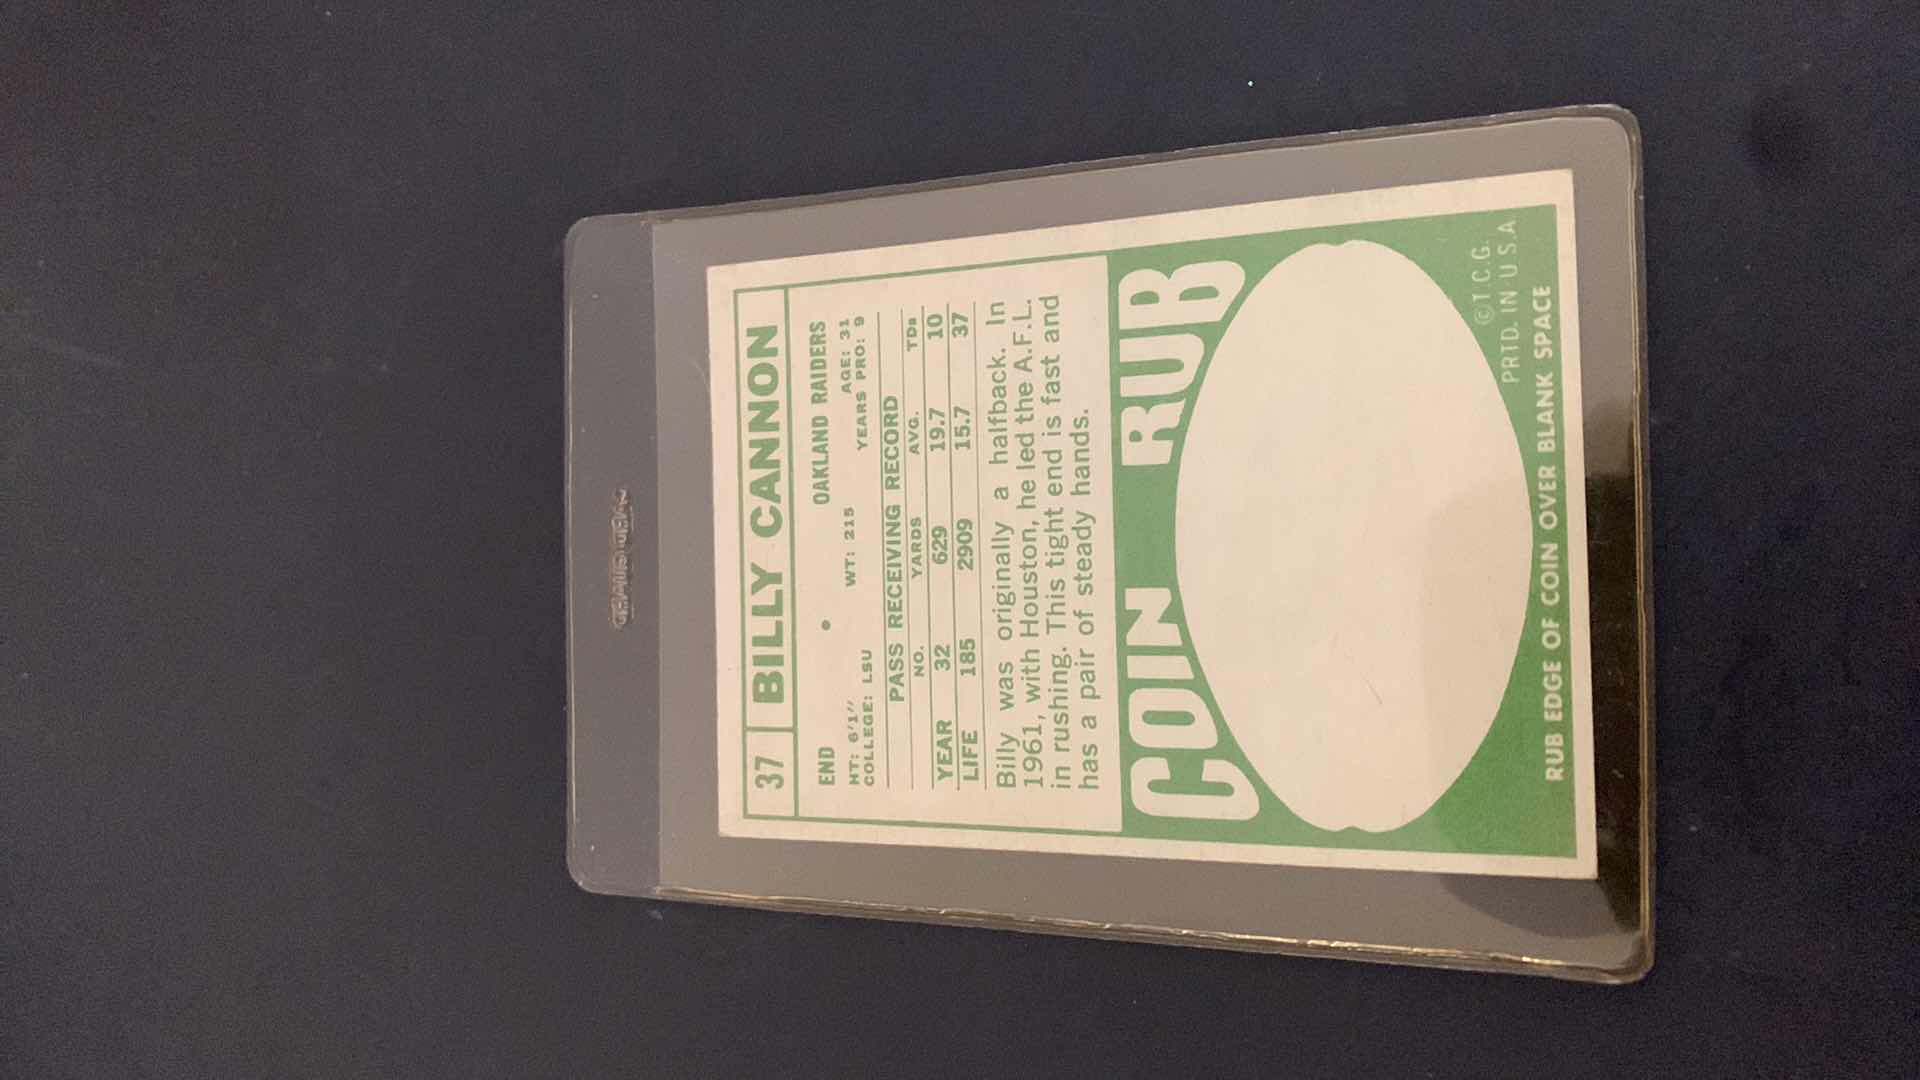 37 BILLY CANNON
END • OAKLAND RAIDERS
HT: 6'1" WT: 215 AGE: 31
COLLEGE: LSU YEARS PRO: 9
PASS RECEIVING RECORD
NO. YARDS AVG. TDs
YEAR 32 629 19.7 10
LIFE 185 2909 15.7 37
Billy was originally a halfback. In
1961, with Houston, he led the A.F.L.
in rushing. This tight end is fast and
has a pair of steady hands.
COIN RUB
©T.C.G.
PRTD. IN U S A
RUB EDGE OF COIN OVER BLANK SPACE